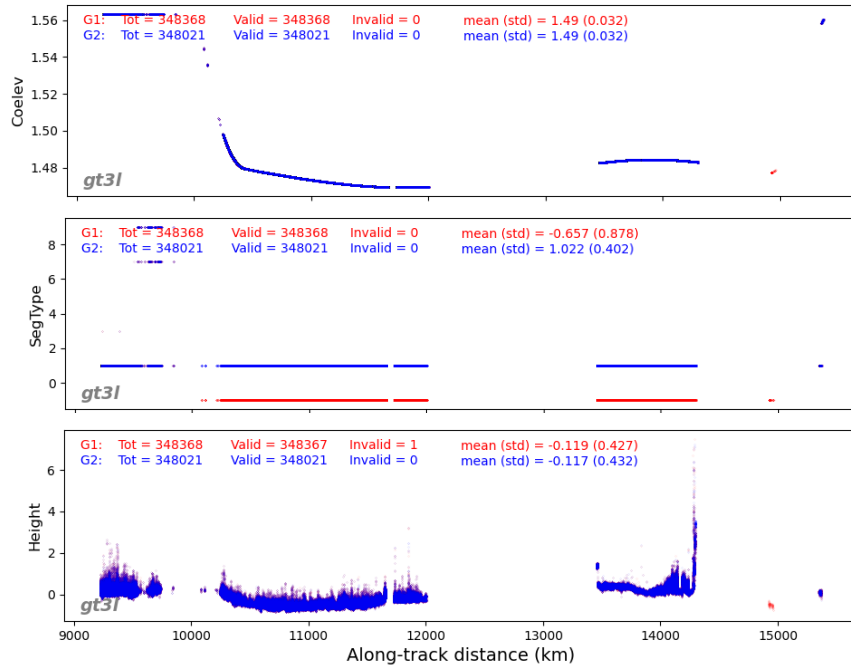 1.56
1.54
1.52
1.50
1.48
Coelev
G1: Tot = 348368 Valid = 348368 Invalid = 0 mean (std) = 1.49 (0.032)
G2: Tot = 348021 Valid = 348021 Invalid = 0 mean (std) = 1.49 (0.032)
gt3l
8
6
4
2
0
SegType
G1: Tot = 348368 Valid = 348368 Invalid = 0 mean (std) = -0.657 (0.878)
G2: Tot = 348021 Valid = 348021 Invalid = 0 mean (std) = 1.022 (0.402)
gt3l
6
4
2
0
Height
G1: Tot = 348368 Valid = 348367 Invalid = 1 mean (std) = -0.119 (0.427)
G2: Tot = 348021 Valid = 348021 Invalid = 0 mean (std) = -0.117 (0.432)
gt3l
9000 10000 11000 12000 13000 14000 15000
Along-track distance (km)